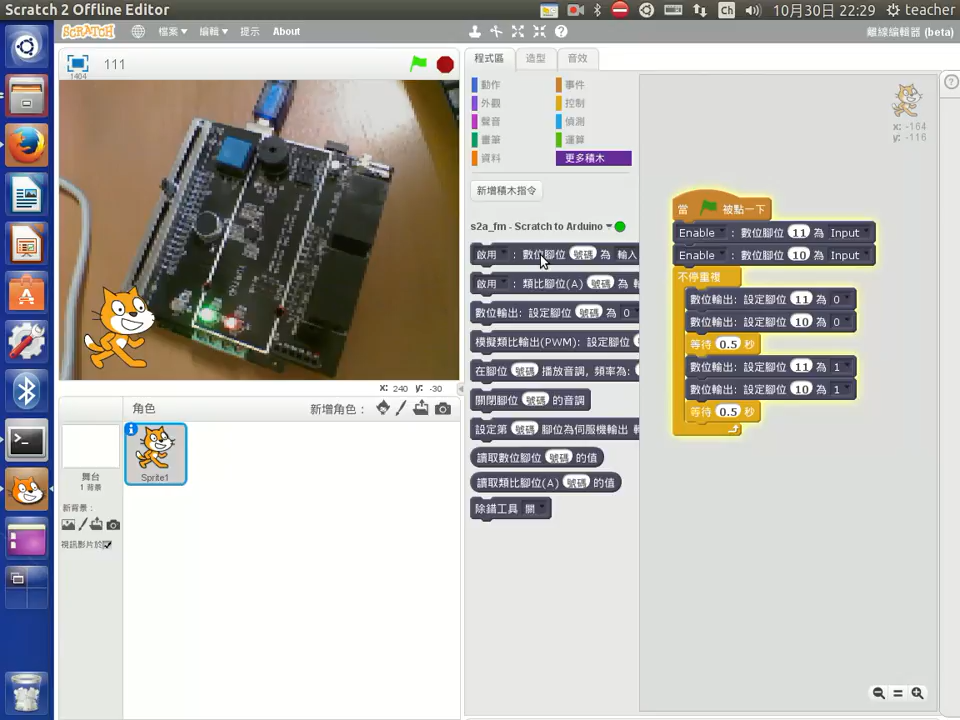 Scratch 2 Offline Editor
Ch 10月30日 22:29 teacher
SCRATCH 檔案 編輯 提示 About 離線編輯器 (beta)
111
1404
程式區 造型 音效
動作 事件
外觀 控制
聲音 偵測
畫筆 運算
資料 更多積木
新增積木指令
s2a_fm - Scratch to Arduino
啟用 : 數位腳位 號碼 為 輸入
啟用 : 類比腳位(A) 號碼 為
數位輸出: 設定腳位 號碼 為 0
模擬類比輸出(PWM): 設定腳位
在腳位 號碼 播放音調, 頻率為:
關閉腳位 號碼 的音調
設定第 號碼 腳位為伺服機輸出
讀取數位腳位 號碼 的值
讀取類比腳位(A) 號碼 的值
除錯工具 關
x: -164
y: -116
當 被點一下
Enable : 數位腳位 11 為 Input
Enable : 數位腳位 10 為 Input
不停重複
數位輸出: 設定腳位 11 為 0
數位輸出: 設定腳位 10 為 0
等待 0.5 秒
數位輸出: 設定腳位 11 為 1
數位輸出: 設定腳位 10 為 1
等待 0.5 秒
x: 240 y: -30
角色 新增角色:
舞台
1 背景
新背景:
視訊影片於
Sprite1